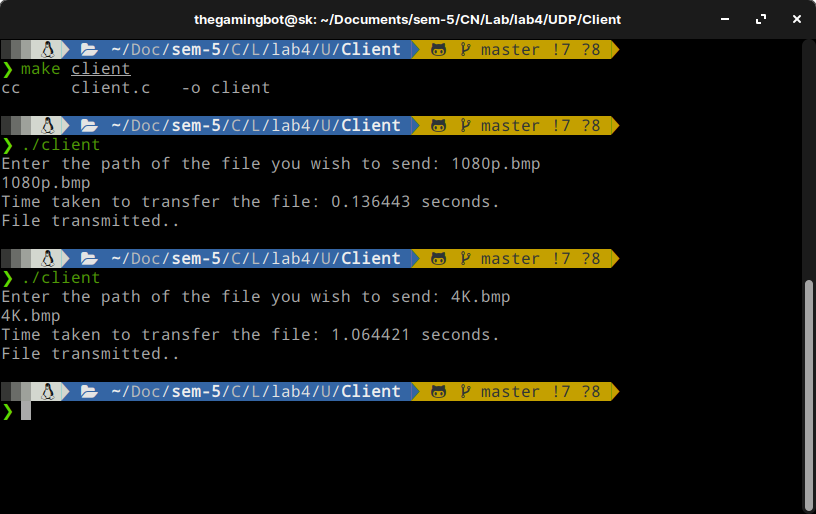 thegamingbot@sk: ~/Documents/sem-5/CN/Lab/lab4/UDP/Client
~/Doc/sem-5/C/L/lab4/U/Client master !7 ?8
❯ make client
cc      client.c   -o client
~/Doc/sem-5/C/L/lab4/U/Client master !7 ?8
❯ ./client
Enter the path of the file you wish to send: 1080p.bmp
1080p.bmp
Time taken to transfer the file: 0.136443 seconds.
File transmitted..
~/Doc/sem-5/C/L/lab4/U/Client master !7 ?8
❯ ./client
Enter the path of the file you wish to send: 4K.bmp
4K.bmp
Time taken to transfer the file: 1.064421 seconds.
File transmitted..
~/Doc/sem-5/C/L/lab4/U/Client master !7 ?8
❯